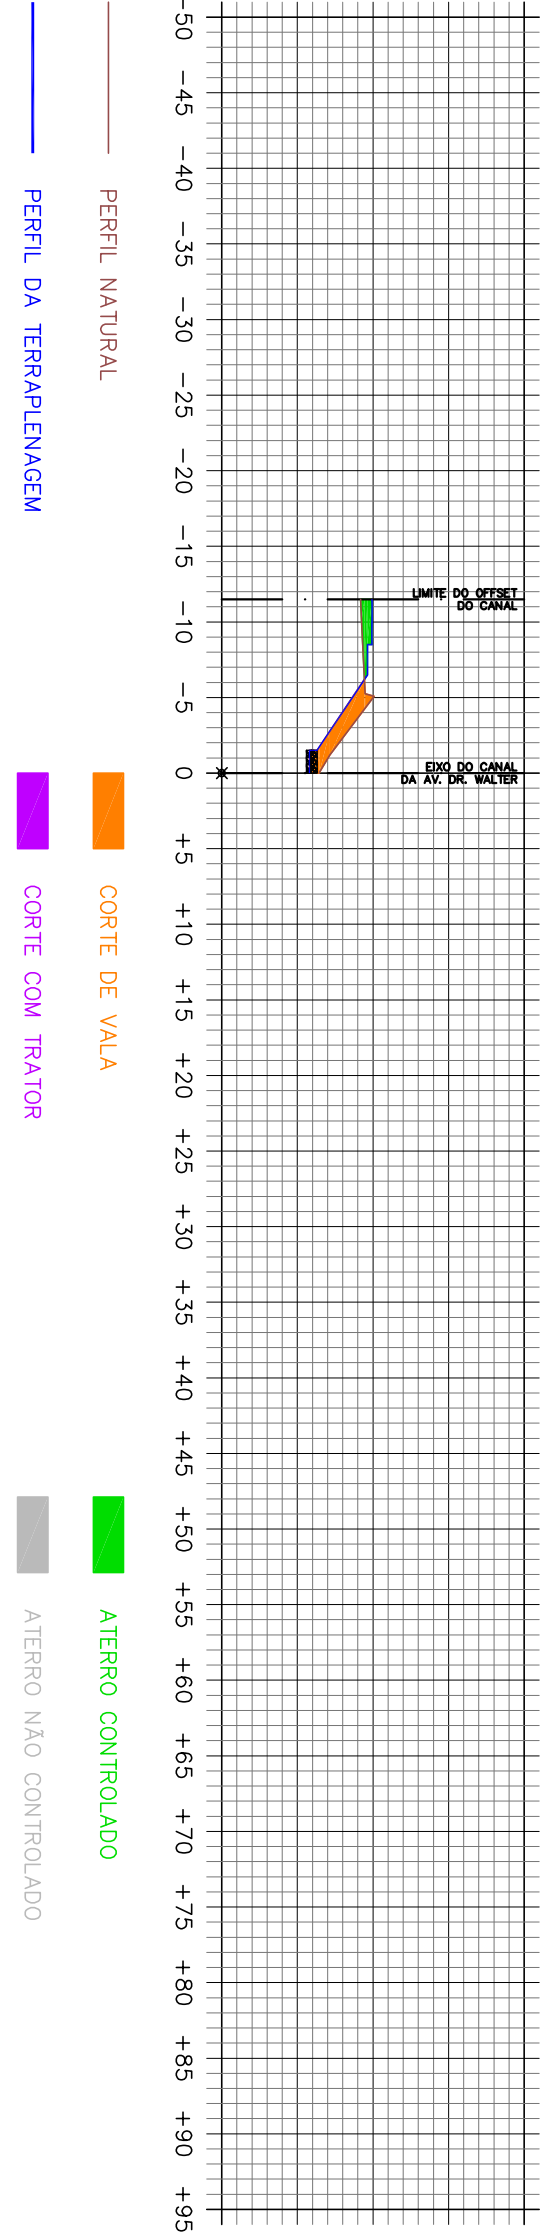 LIMITE DO OFFSET
DO CANAL
EIXO DO CANAL
DA AV. DR. WALTER
-50 -45 -40 -35 -30 -25 -20 -15 -10 -5 0 +5 +10 +15 +20 +25 +30 +35 +40 +45 +50 +55 +60 +65 +70 +75 +80 +85 +90 +95
PERFIL NATURAL
CORTE DE VALA
ATERRO CONTROLADO
PERFIL DA TERRAPLENAGEM
CORTE COM TRATOR
ATERRO NÃO CONTROLADO